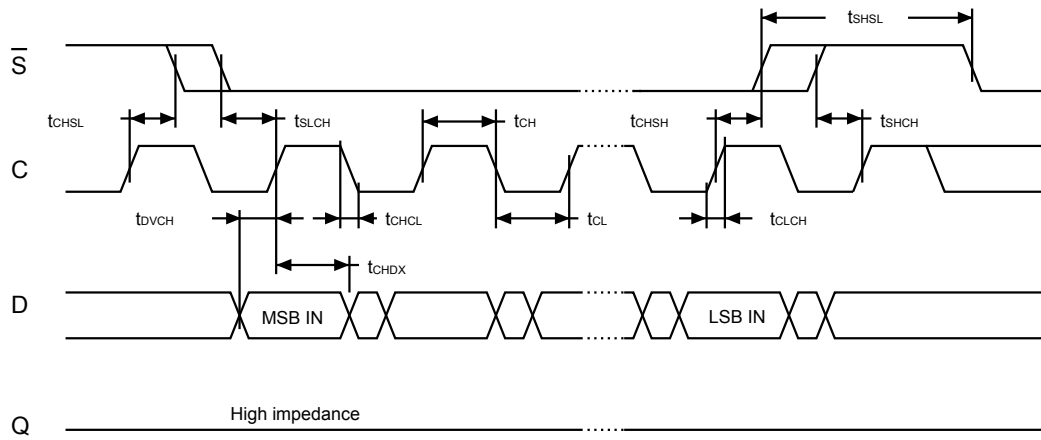 tSHSL
S
tCHSL
tSLCH
tCH
tCHSH
tSHCH
C
tDVCH
tCHCL
tCL
tCLCH
tCHDX
D
MSB IN
LSB IN
High impedance
Q